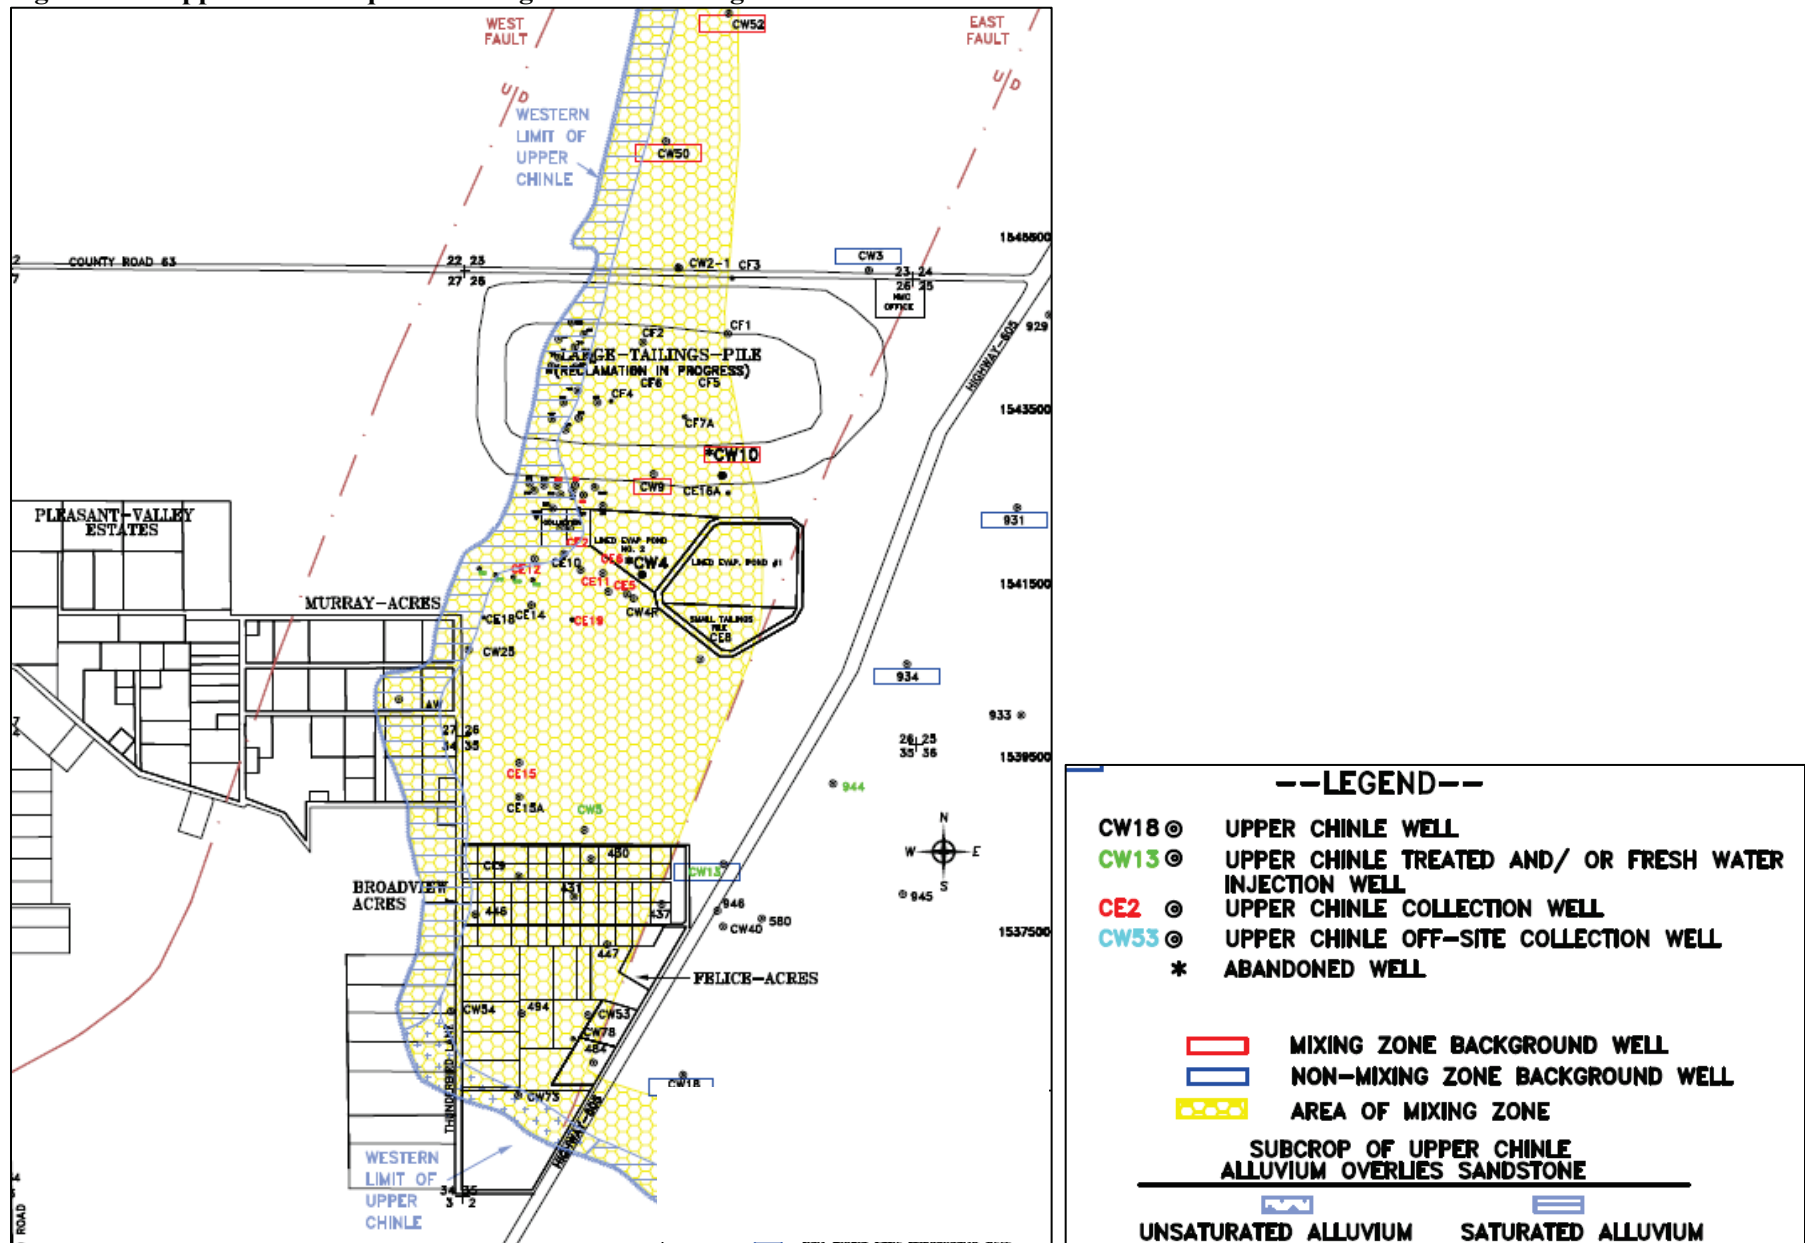 WEST
FAULT
EAST
FAULT
CW52
U/D
U/D
WESTERN
LIMIT OF
UPPER
CHINLE
CW50
CW3
COUNTY ROAD 63
22 23
27 26
CW2-1
CF3
23 24
26 25
HMC
OFFICE
HIGHWAY-605
929
CF1
CF2
LARGE-TAILINGS-PILE
(RECLAMATION IN PROGRESS)
CF6
CF5
CF4
CF7A
1543500
*CW10
CW9
CE16A
931
PLEASANT-VALLEY
ESTATES
LINED EVAP POND
NO. 2
LINED EVAP. POND #1
CE2
CE10
CE6
*CW4
CE12
CE11
CE5
CW4R
1541500
MURRAY-ACRES
CE18
CE14
CE19
SMALL TAILINGS
PILE
CE8
CW25
934
AW
933
27 26
34 35
26 25
35 36
1539500
CE15
CE15A
944
CW5
N
W E
S
450
CE9
CW13
BROADVIEW
ACRES
431
446
437
946
945
580
CW40
1537500
447
FELICE-ACRES
CW54
494
CW53
CW78
484
THUNDERBIRD LANE
CW18
CW73
HIGHWAY-605
WESTERN
LIMIT OF
UPPER
CHINLE
34 35
3 2
ROAD
--LEGEND--
CW18 UPPER CHINLE WELL
CW13 UPPER CHINLE TREATED AND/ OR FRESH WATER
INJECTION WELL
CE2 UPPER CHINLE COLLECTION WELL
CW53 UPPER CHINLE OFF-SITE COLLECTION WELL
* ABANDONED WELL
MIXING ZONE BACKGROUND WELL
NON-MIXING ZONE BACKGROUND WELL
AREA OF MIXING ZONE
SUBCROP OF UPPER CHINLE
ALLUVIUM OVERLIES SANDSTONE
UNSATURATED ALLUVIUM SATURATED ALLUVIUM